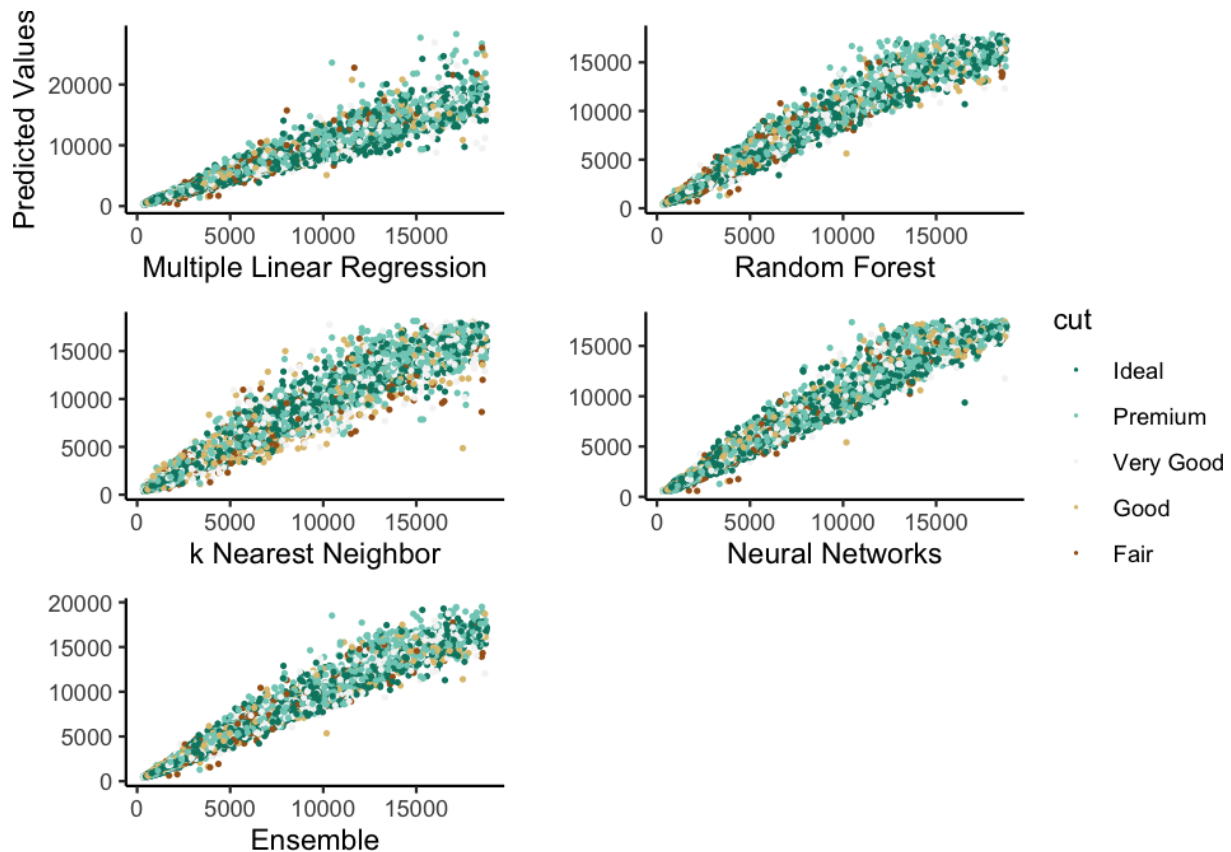 Predicted Values
20000
10000
0
0 5000 10000 15000
Multiple Linear Regression
15000
10000
5000
0
0 5000 10000 15000
Random Forest
15000
10000
5000
0
0 5000 10000 15000
k Nearest Neighbor
15000
10000
5000
0
0 5000 10000 15000
Neural Networks
cut
Ideal
Premium
Very Good
Good
Fair
20000
15000
10000
5000
0
0 5000 10000 15000
Ensemble